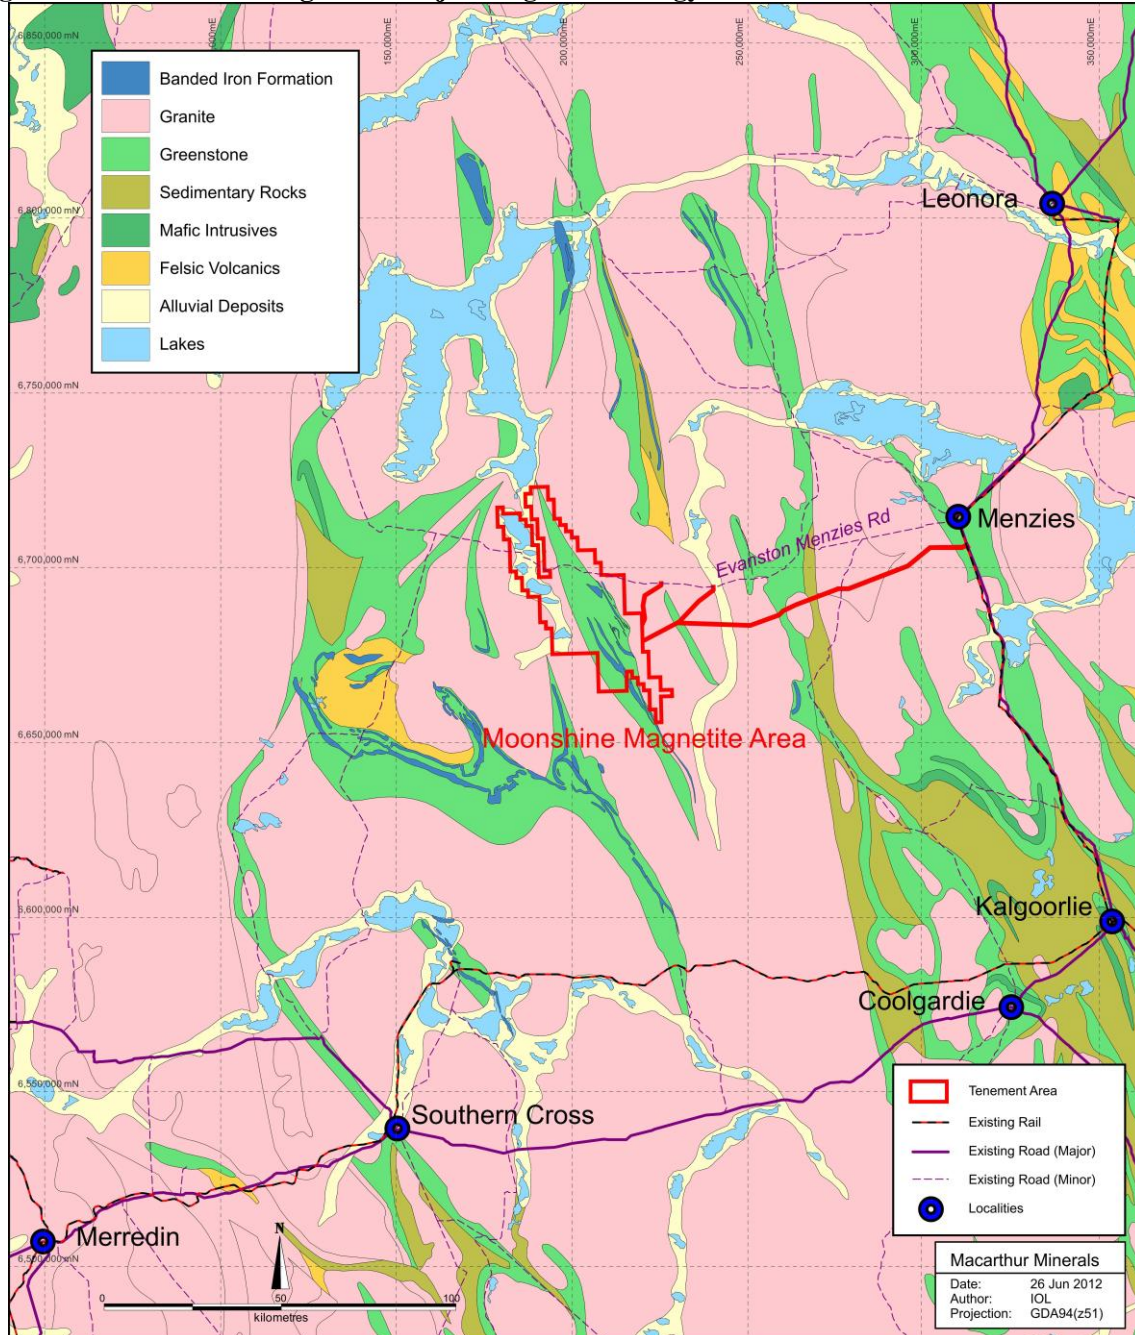 6,850,000 mN
150,000mE
200,000mE
250,000mE
300,000mE
350,000mE
Banded Iron Formation
Granite
Greenstone
Sedimentary Rocks
Mafic Intrusives
Felsic Volcanics
Alluvial Deposits
Lakes
6,800,000 mN
Leonora
6,750,000 mN
Evanston Menzies Rd
Menzies
6,700,000 mN
Moonshine Magnetite Area
6,650,000 mN
6,600,000 mN
Kalgoorlie
Coolgardie
6,550,000 mN
Southern Cross
Merredin
6,500,000 mN
N
0 50 100
kilometres
Tenement Area
Existing Rail
Existing Road (Major)
Existing Road (Minor)
Localities
Macarthur Minerals
Date: 26 Jun 2012
Author: IOL
Projection: GDA94(z51)